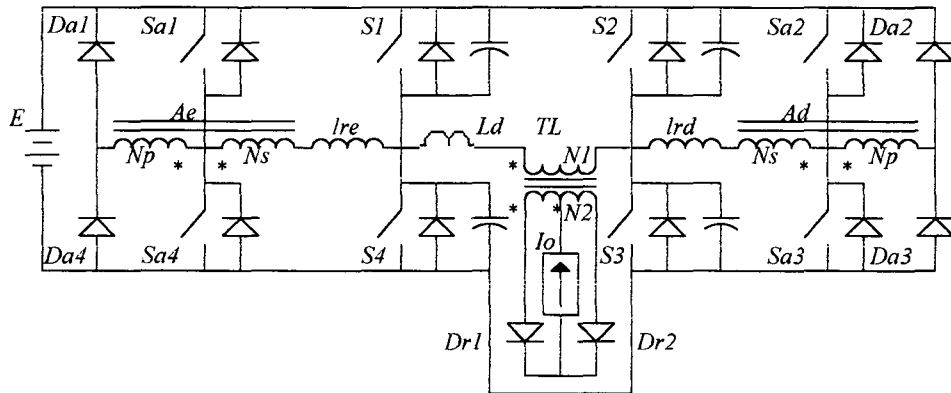 Da1 Sa1 S1 S2 Sa2 Da2
E Ae lre Ld TL lrd Ad
Np * * Ns * N1 Ns * * Np
* * N2
Da4 Sa4 S4 Io S3 Sa3 Da3
Dr1 Dr2